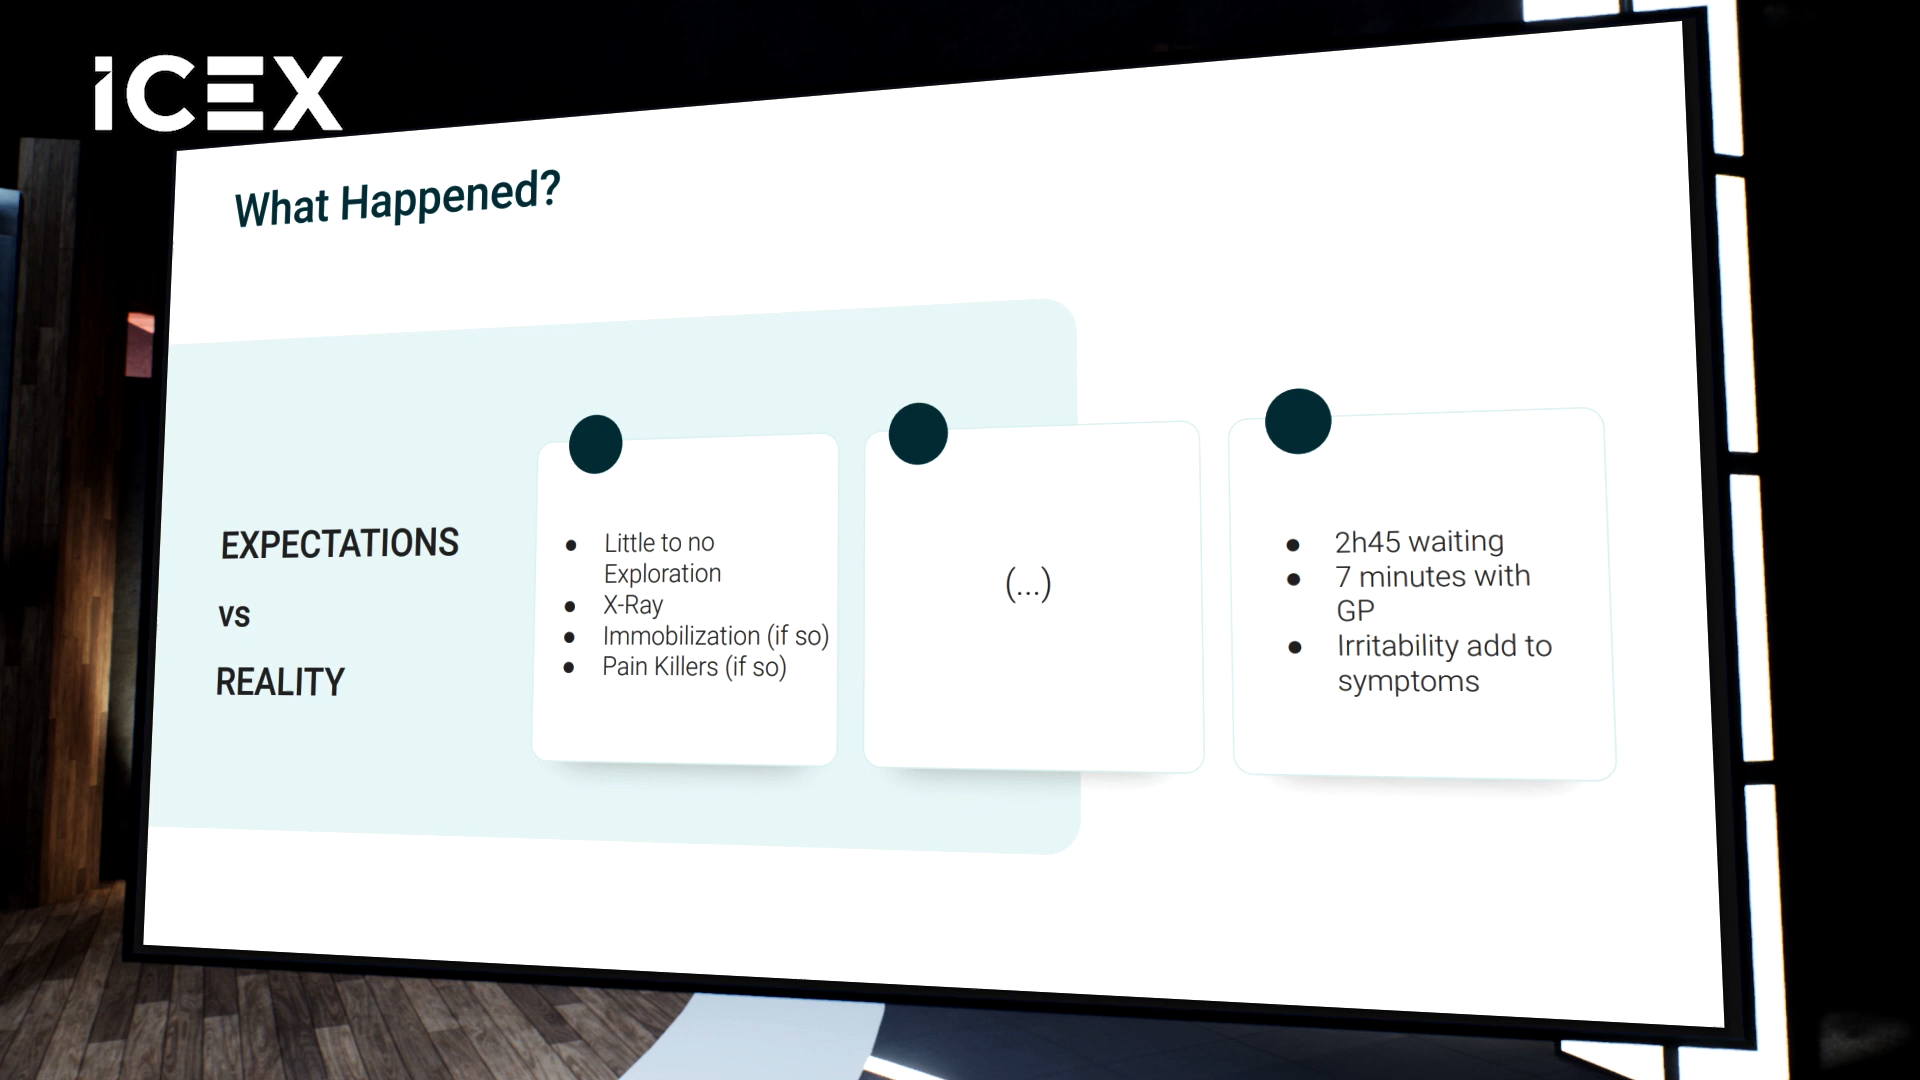 iCEX
What Happened?
EXPECTATIONS
vs
REALITY
● Little to no
Exploration
● X-Ray
● Immobilization (if so)
● Pain Killers (if so)
(...)
● 2h45 waiting
● 7 minutes with
GP
● Irritability add to
symptoms